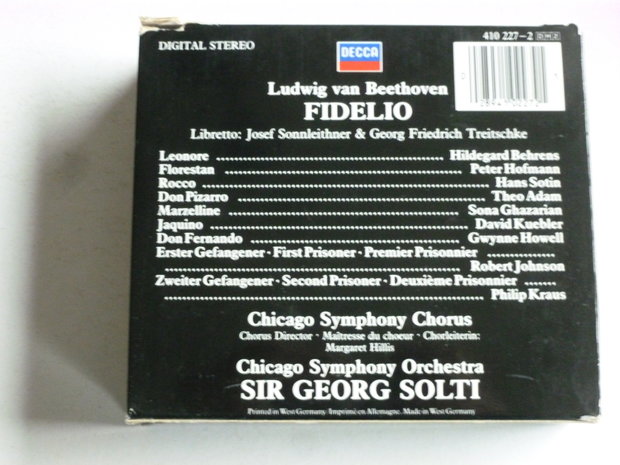 DIGITAL STEREO
DECCA
410 227-2
Ludwig van Beethoven
FIDELIO
Libretto: Josef Sonnleithner & Georg Friedrich Treitschke
Leonore .......... Hildegard Behrens
Florestan .......... Peter Hofmann
Rocco .......... Hans Sotin
Don Pizarro .......... Theo Adam
Marzelline .......... Sona Ghazarian
Jaquino .......... David Kuebler
Don Fernando .......... Gwynne Howell
Erster Gefangener · First Prisoner · Premier Prisonnier ..........
.......... Robert Johnson
Zweiter Gefangener · Second Prisoner · Deuxième Prisonnier .......
.......... Philip Kraus
Chicago Symphony Chorus
Chorus Director · Maîtresse du choeur · Chorleiterin:
Margaret Hillis
Chicago Symphony Orchestra
SIR GEORG SOLTI
Printed in West Germany/Imprimé en Allemagne. Made in West Germany